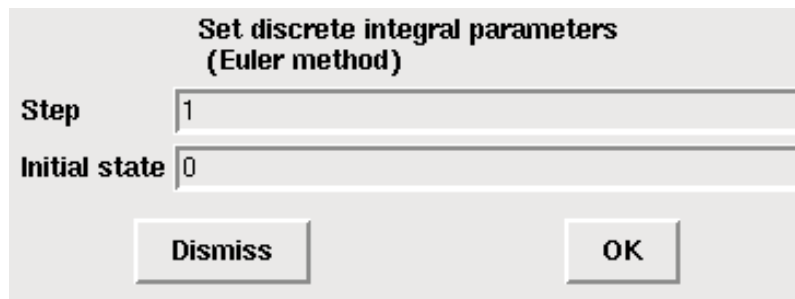 Set discrete integral parameters
(Euler method)
Step 1
Initial state 0
Dismiss OK